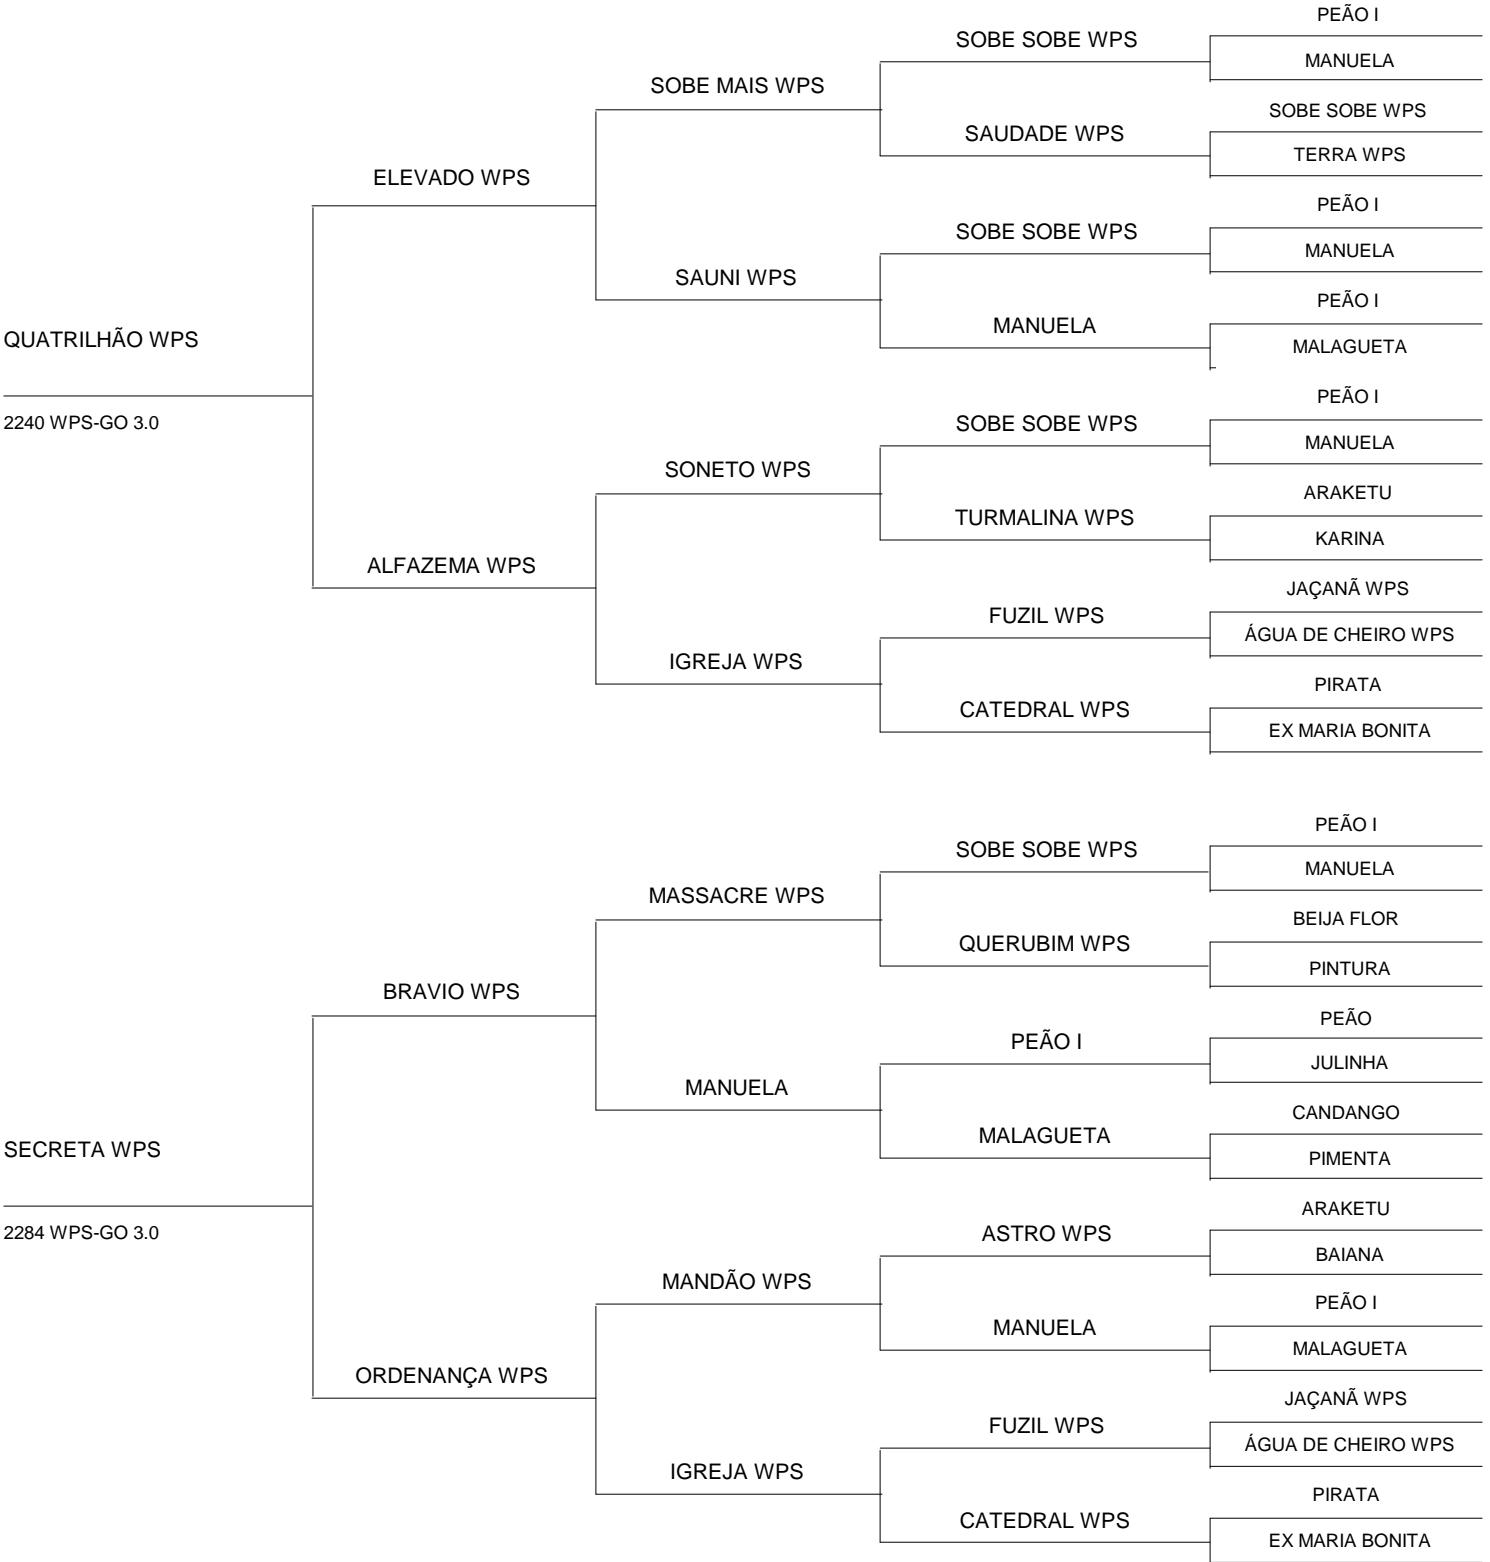 PEÃO I
SOBE SOBE WPS
MANUELA
SOBE MAIS WPS
SOBE SOBE WPS
SAUDADE WPS
TERRA WPS
ELEVADO WPS
PEÃO I
SOBE SOBE WPS
MANUELA
SAUNI WPS
PEÃO I
MANUELA
QUATRILHÃO WPS
MALAGUETA
PEÃO I
2240 WPS-GO 3.0
SOBE SOBE WPS
MANUELA
SONETO WPS
ARAKETU
TURMALINA WPS
KARINA
ALFAZEMA WPS
JAÇANÃ WPS
FUZIL WPS
ÁGUA DE CHEIRO WPS
IGREJA WPS
PIRATA
CATEDRAL WPS
EX MARIA BONITA
PEÃO I
SOBE SOBE WPS
MANUELA
MASSACRE WPS
BEIJA FLOR
QUERUBIM WPS
PINTURA
BRAVIO WPS
PEÃO
PEÃO I
JULINHA
MANUELA
CANDANGO
MALAGUETA
SECRETA WPS
PIMENTA
ARAKETU
2284 WPS-GO 3.0
ASTRO WPS
BAIANA
MANDÃO WPS
PEÃO I
MANUELA
MALAGUETA
ORDENANÇA WPS
JAÇANÃ WPS
FUZIL WPS
ÁGUA DE CHEIRO WPS
IGREJA WPS
PIRATA
CATEDRAL WPS
EX MARIA BONITA